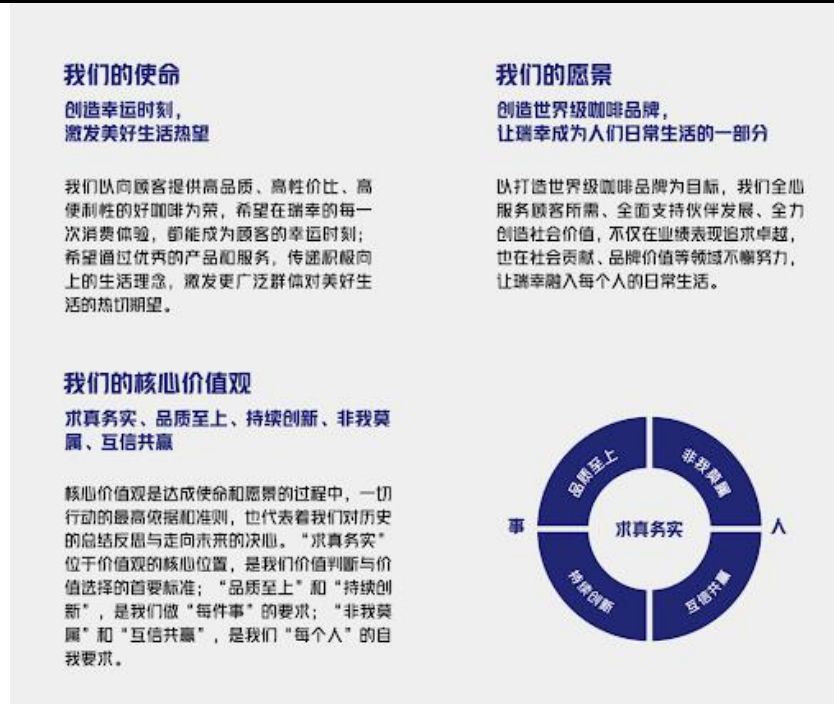 我们的使命
创造幸运时刻，
激发美好生活热望
我们以向顾客提供高品质、高性价比、高
便利性的好咖啡为荣，希望在瑞幸的每一
次消费体验，都能成为顾客的幸运时刻；
希望通过优秀的产品和服务，传递积极向
上的生活理念，激发更广泛群体对美好生
活的热切期望。
我们的愿景
创造世界级咖啡品牌，
让瑞幸成为人们日常生活的一部分
以打造世界级咖啡品牌为目标，我们全心
服务顾客所需、全面支持伙伴发展、全力
创造社会价值，不仅在业绩表现追求卓越，
也在社会贡献、品牌价值等领域不懈努力，
让瑞幸融入每个人的日常生活。
我们的核心价值观
求真务实、品质至上、持续创新、非我莫
属、互信共赢
核心价值观是达成使命和愿景的过程中，一切
行动的最高依据和准则，也代表着我们对历史
的总结反思与走向未来的决心。“求真务实”
位于价值观的核心位置，是我们价值判断与价
值选择的首要标准；“品质至上”和“持续创
新”，是我们做“每件事”的要求；“非我莫
属”和“互信共赢”，是我们“每个人”的自
我要求。
品质至上
非我莫属
事
求真务实
人
持续创新
互信共赢